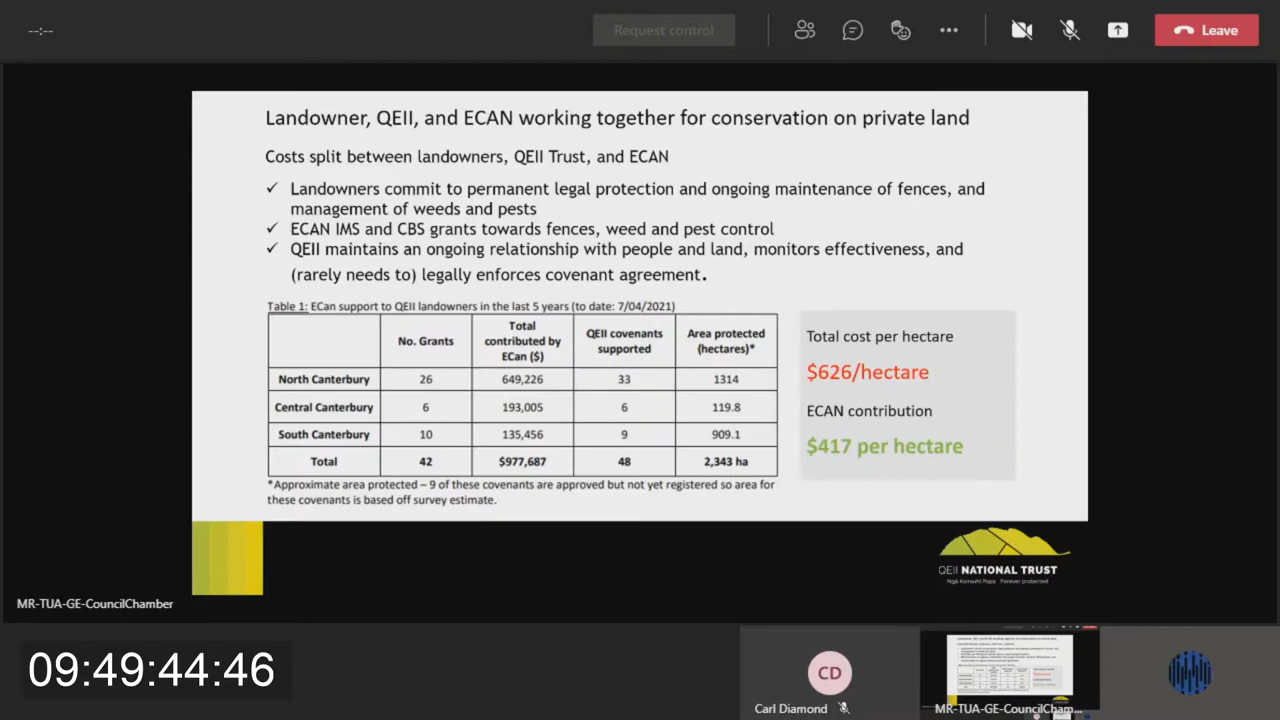 --:--
Request control
Leave
Landowner, QEII, and ECAN working together for conservation on private land
Costs split between landowners, QEII Trust, and ECAN
✓ Landowners commit to permanent legal protection and ongoing maintenance of fences, and
management of weeds and pests
✓ ECAN IMS and CBS grants towards fences, weed and pest control
✓ QEII maintains an ongoing relationship with people and land, monitors effectiveness, and
(rarely needs to) legally enforces covenant agreement.
Table 1: ECan support to QEII landowners in the last 5 years (to date: 7/04/2021)
No. Grants
Total
contributed by
ECan ($)
QEII covenants
supported
Area protected
(hectares)*
North Canterbury 26 649,226 33 1314
Central Canterbury 6 193,005 6 119.8
South Canterbury 10 135,456 9 909.1
Total 42 $977,687 48 2,343 ha
*Approximate area protected – 9 of these covenants are approved but not yet registered so area for
these covenants is based off survey estimate.
Total cost per hectare
$626/hectare
ECAN contribution
$417 per hectare
QEII NATIONAL TRUST
Ngā Kairauhī Papa Forever protected
MR-TUA-GE-CouncilChamber
09:49:44:46
CD
Carl Diamond
MR-TUA-GE-CouncilCham...